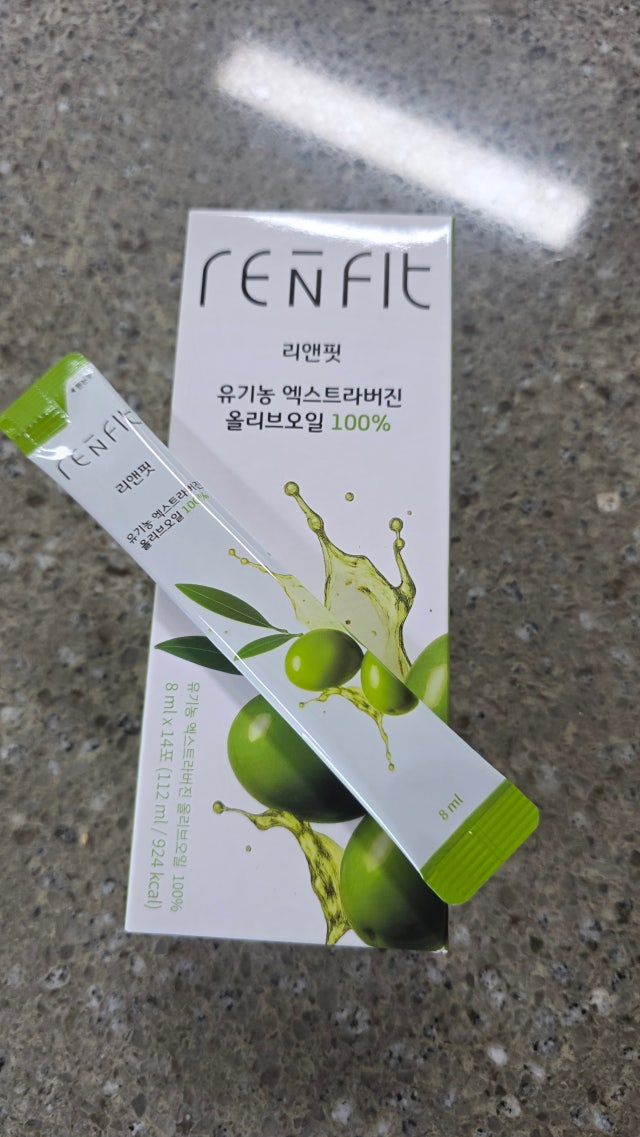 RENFIT
리앤핏
유기농 엑스트라버진
올리브오일 100%
유기농 엑스트라버진 올리브오일 100%
8 ml x 14포 (112 ml / 924 kcal)
RENFIT
리앤핏
유기농 엑스트라버진
올리브오일 100%
8 ml